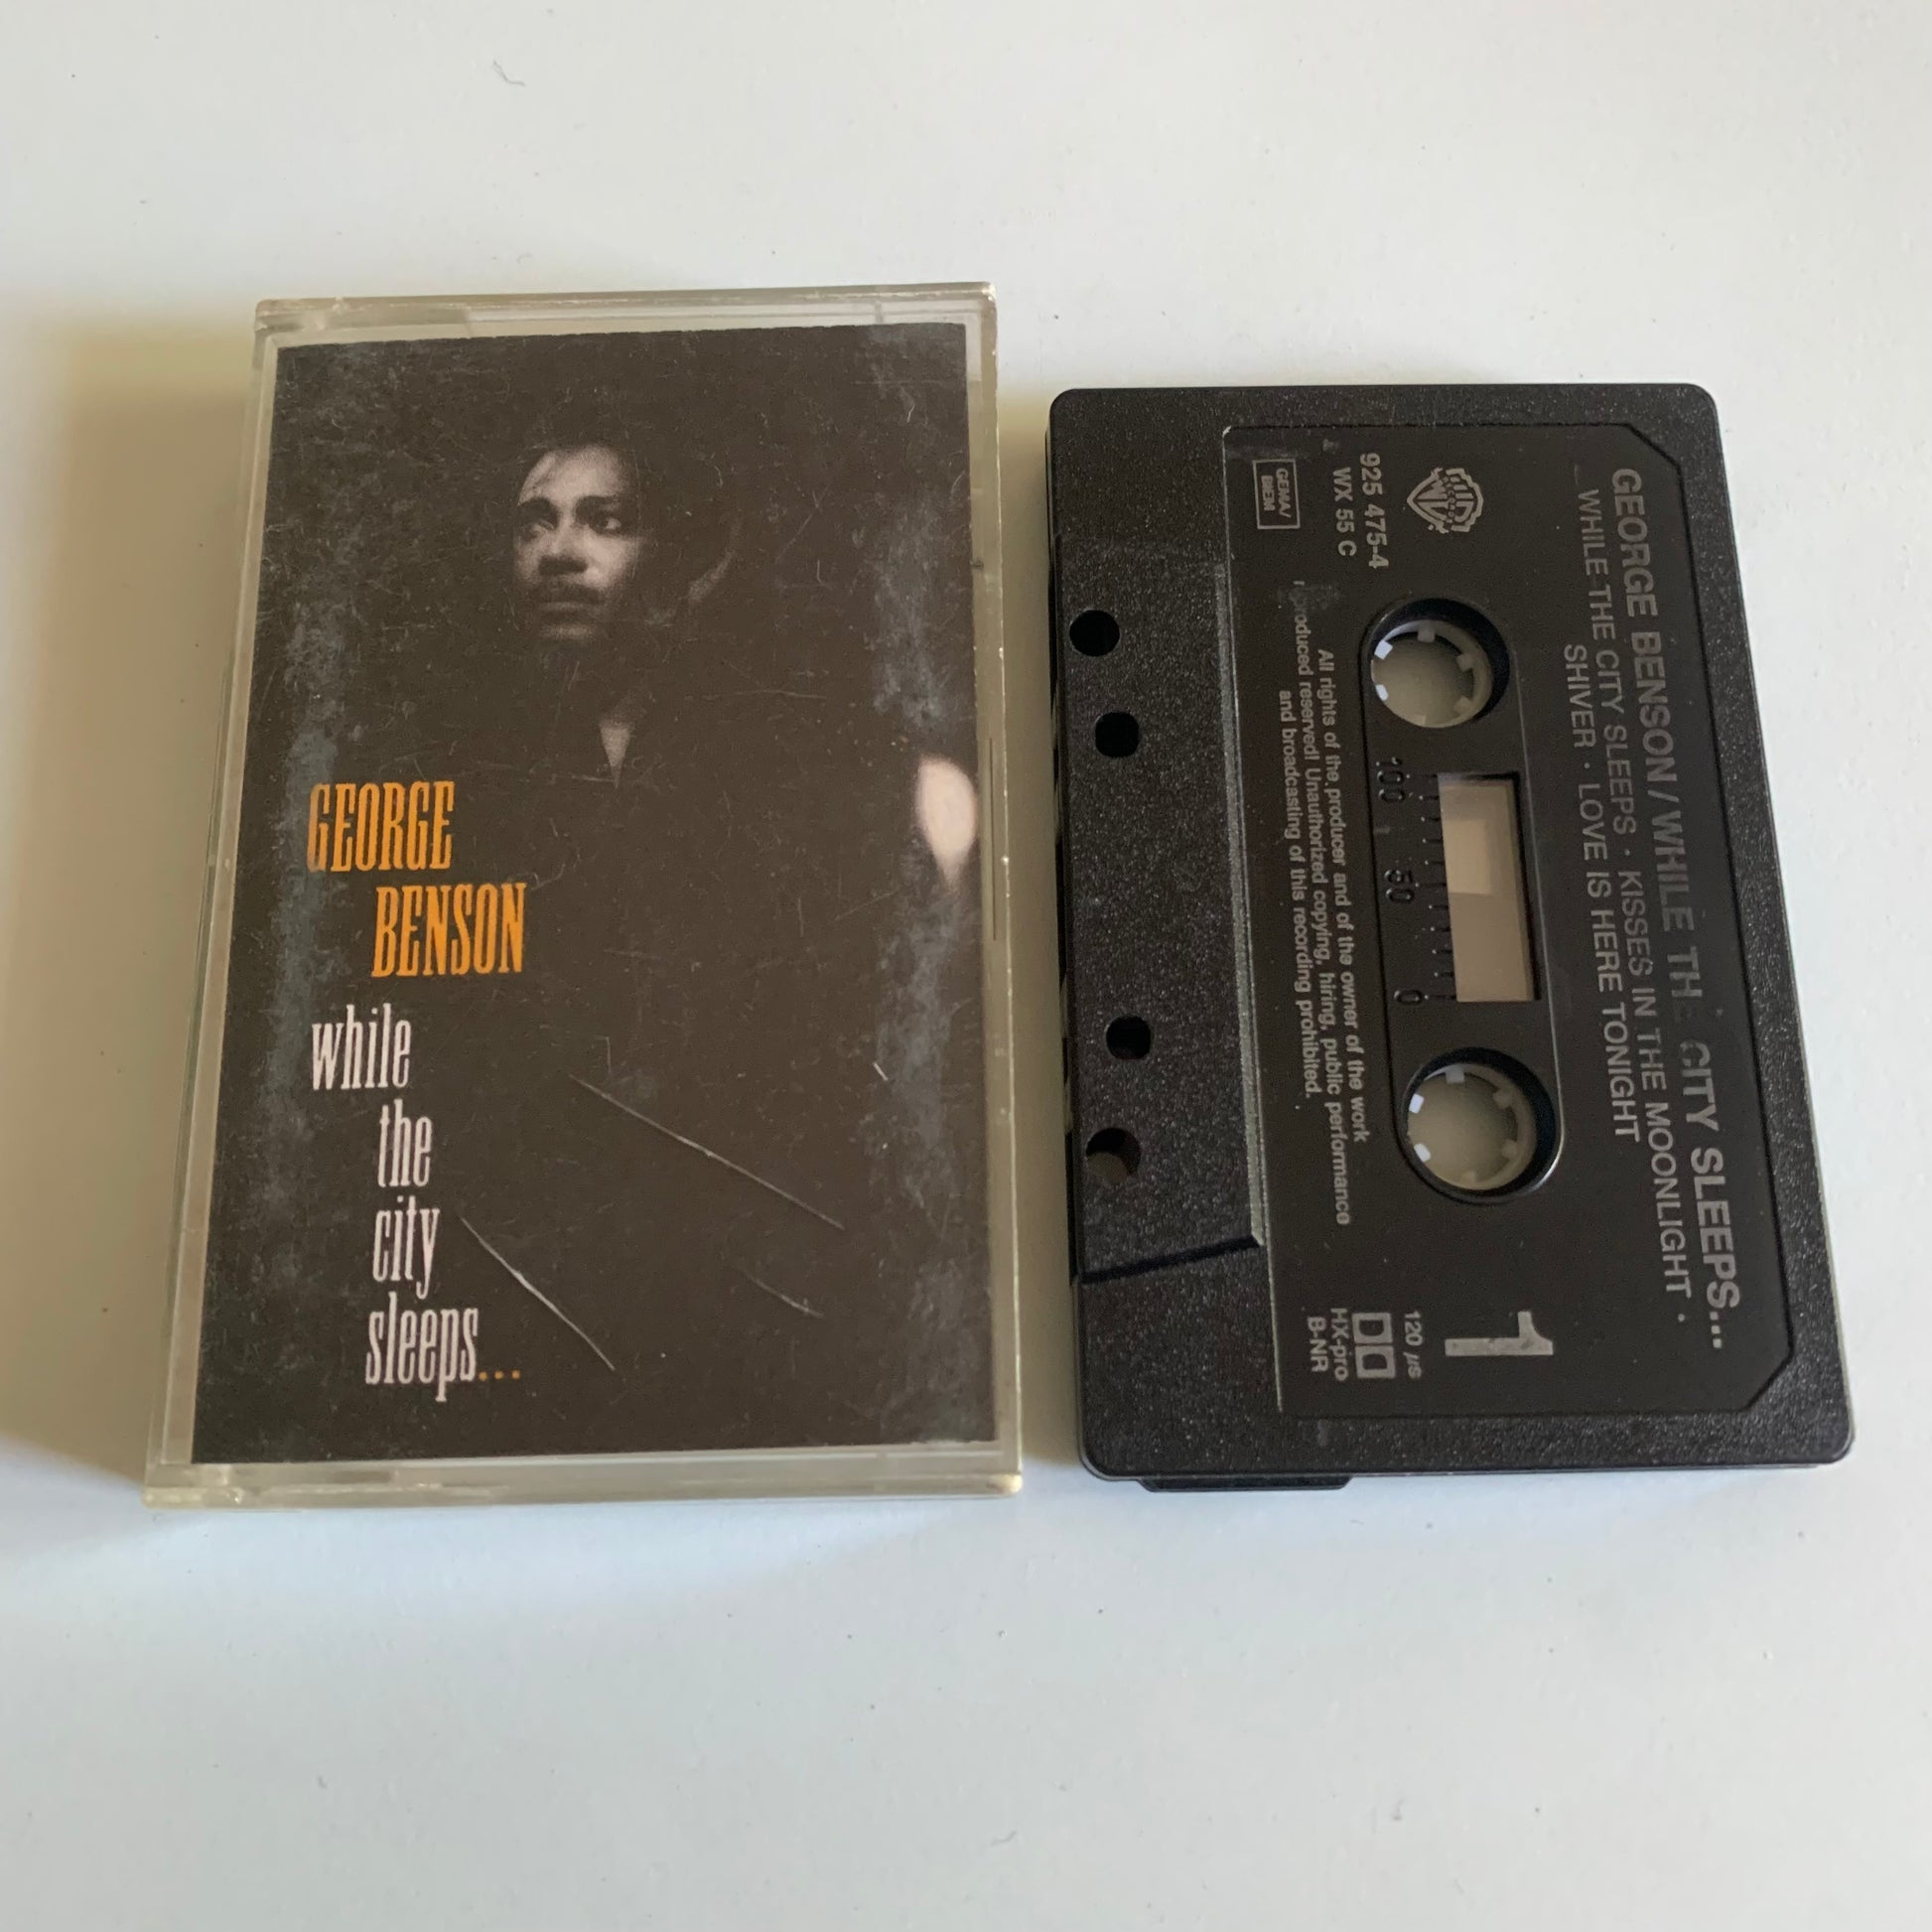 GEORGE
BENSON
while
the
city
sleeps...
GEORGE BENSON / WHILE TH CITY SLEEPS...
WHILE THE CITY SLEEPS · KISSES IN THE MOONLIGHT ·
SHIVER · LOVE IS HERE TONIGHT
925 475-4
WX 55 C
GEMA/
BIEM
100 50 0
1
120 µs
HX-pro
B-NR
All rights of the producer and of the owner of the work
reproduced reserved! Unauthorized copying, hiring, public performance
and broadcasting of this recording prohibited.